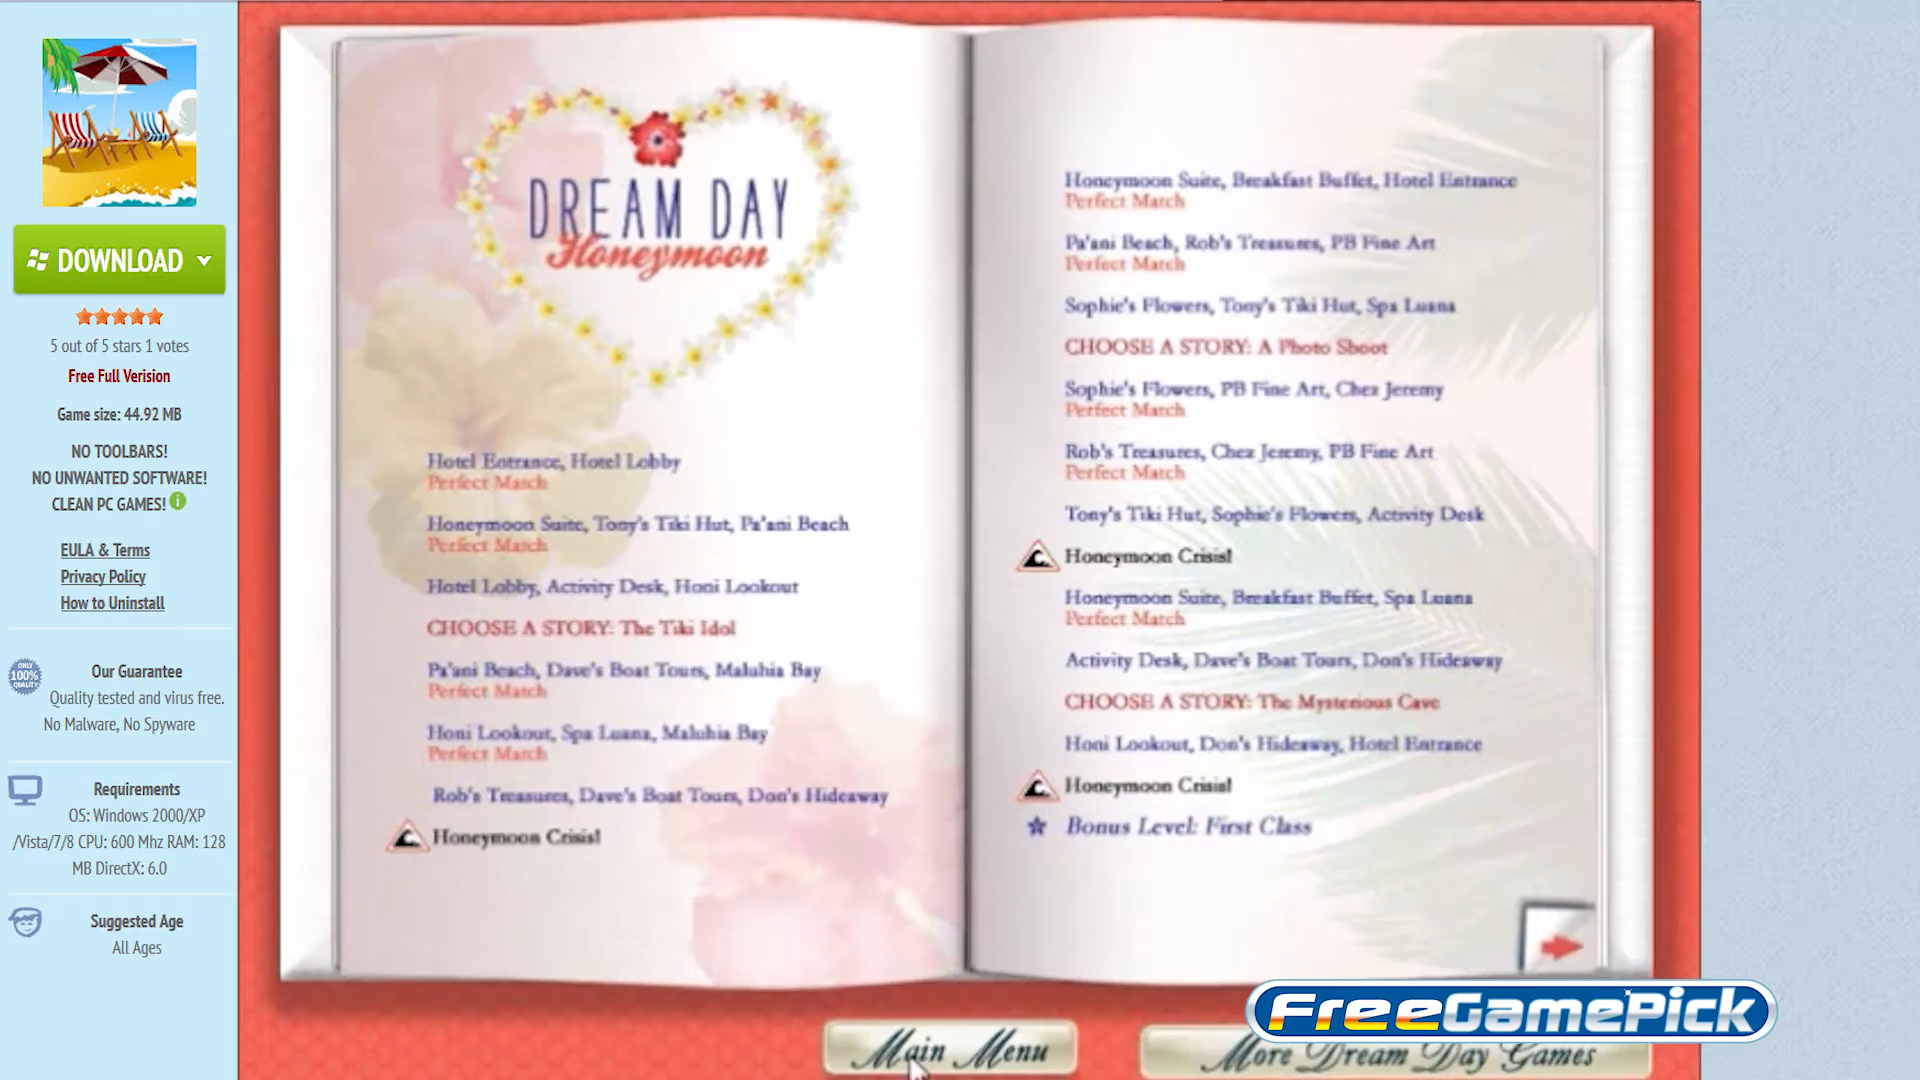 DOWNLOAD
5 out of 5 stars 1 votes
Free Full Verision
Game size: 44.92 MB
NO TOOLBARS!
NO UNWANTED SOFTWARE!
CLEAN PC GAMES!
EULA & Terms
Privacy Policy
How to Uninstall
ONLY
100%
QUALITY
Our Guarantee
Quality tested and virus free.
No Malware, No Spyware
Requirements
OS: Windows 2000/XP
/Vista/7/8 CPU: 600 Mhz RAM: 128
MB DirectX: 6.0
Suggested Age
All Ages
DREAM DAY
Honeymoon
Hotel Entrance, Hotel Lobby
Perfect Match
Honeymoon Suite, Tony's Tiki Hut, Pa'ani Beach
Perfect Match
Hotel Lobby, Activity Desk, Honi Lookout
CHOOSE A STORY: The Tiki Idol
Pa'ani Beach, Dave's Boat Tours, Maluhia Bay
Perfect Match
Honi Lookout, Spa Luana, Maluhia Bay
Perfect Match
Rob's Treasures, Dave's Boat Tours, Don's Hideaway
Honeymoon Crisis!
Honeymoon Suite, Breakfast Buffet, Hotel Entrance
Perfect Match
Pa'ani Beach, Rob's Treasures, PB Fine Art
Perfect Match
Sophie's Flowers, Tony's Tiki Hut, Spa Luana
CHOOSE A STORY: A Photo Shoot
Sophie's Flowers, PB Fine Art, Chez Jeremy
Perfect Match
Rob's Treasures, Chez Jeremy, PB Fine Art
Perfect Match
Tony's Tiki Hut, Sophie's Flowers, Activity Desk
Honeymoon Crisis!
Honeymoon Suite, Breakfast Buffet, Spa Luana
Perfect Match
Activity Desk, Dave's Boat Tours, Don's Hideaway
CHOOSE A STORY: The Mysterious Cave
Honi Lookout, Don's Hideaway, Hotel Entrance
Honeymoon Crisis!
Bonus Level: First Class
FreeGamePick
Main Menu
More Dream Day Games